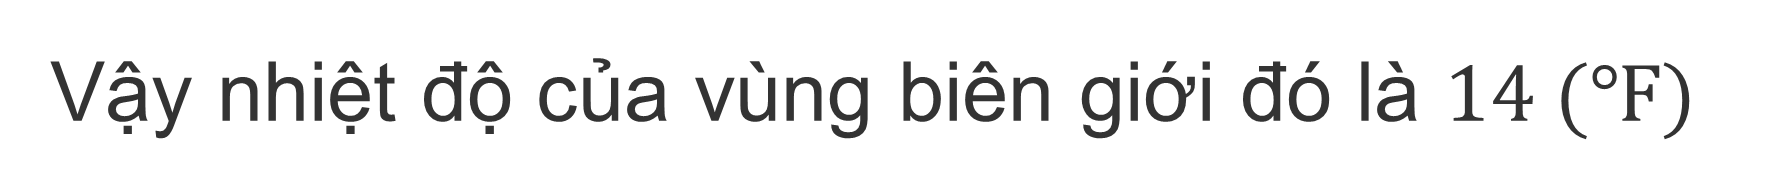 Vậy nhiệt độ của vùng biên giới đó là 14 (°F)